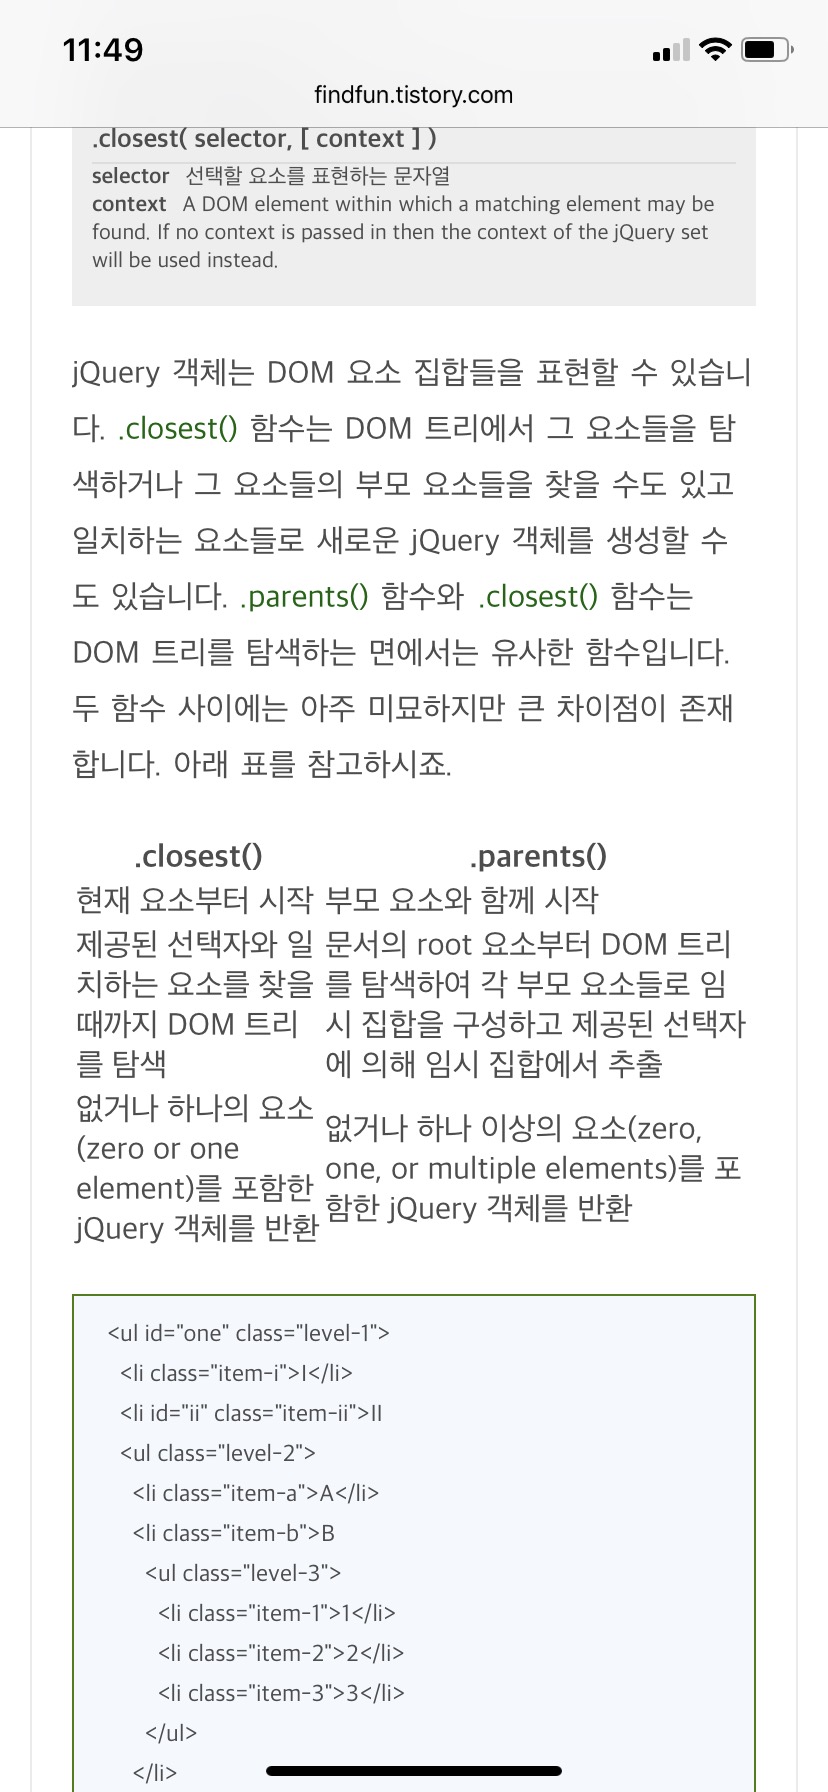 11:49
findfun.tistory.com
.closest( selector, [ context ] )
selector 선택할 요소를 표현하는 문자열
context A DOM element within which a matching element may be
found. If no context is passed in then the context of the jQuery set
will be used instead.
jQuery 객체는 DOM 요소 집합들을 표현할 수 있습니
다. .closest() 함수는 DOM 트리에서 그 요소들을 탐
색하거나 그 요소들의 부모 요소들을 찾을 수도 있고
일치하는 요소들로 새로운 jQuery 객체를 생성할 수
도 있습니다. .parents() 함수와 .closest() 함수는
DOM 트리를 탐색하는 면에서는 유사한 함수입니다.
두 함수 사이에는 아주 미묘하지만 큰 차이점이 존재
합니다. 아래 표를 참고하시죠.
.closest()
.parents()
현재 요소부터 시작
부모 요소와 함께 시작
제공된 선택자와 일
치하는 요소를 찾을
때까지 DOM 트리
를 탐색
문서의 root 요소부터 DOM 트리
를 탐색하여 각 부모 요소들로 임
시 집합을 구성하고 제공된 선택자
에 의해 임시 집합에서 추출
없거나 하나의 요소
(zero or one
element)를 포함한
jQuery 객체를 반환
없거나 하나 이상의 요소(zero,
one, or multiple elements)를 포
함한 jQuery 객체를 반환
<ul id="one" class="level-1">
<li class="item-i">I</li>
<li id="ii" class="item-ii">II
<ul class="level-2">
<li class="item-a">A</li>
<li class="item-b">B
<ul class="level-3">
<li class="item-1">1</li>
<li class="item-2">2</li>
<li class="item-3">3</li>
</ul>
</li>